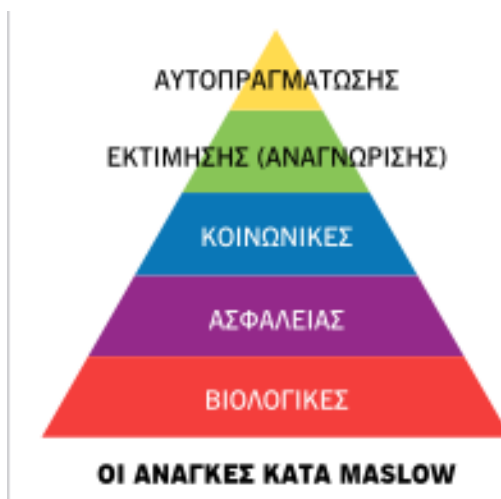 ΑΥΤΟΠΡΑΓΜΑΤΩΣΗΣ
ΕΚΤΙΜΗΣΗΣ (ΑΝΑΓΝΩΡΙΣΗΣ)
ΚΟΙΝΩΝΙΚΕΣ
ΑΣΦΑΛΕΙΑΣ
ΒΙΟΛΟΓΙΚΕΣ
ΟΙ ΑΝΑΓΚΕΣ ΚΑΤΑ MASLOW